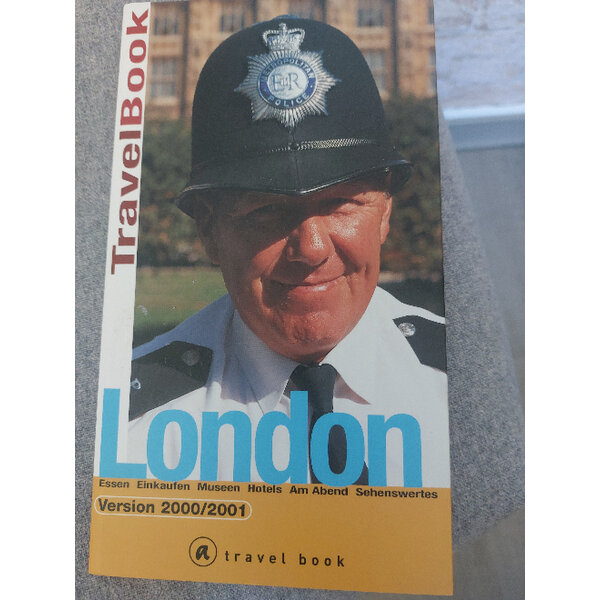 TravelBook
METROPOLITAN
EIIR
POLICE
London
Essen Einkaufen Museen Hotels Am Abend Sehenswertes
Version 2000/2001
a travel book